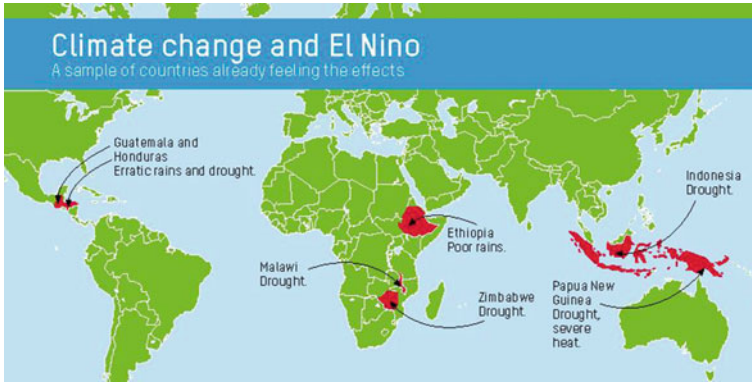 Climate change and El Nino
A sample of countries already feeling the effects
Guatemala and
Honduras
Erratic rains and drought.
Indonesia
Drought.
Ethiopia
Poor rains.
Malawi
Drought.
Zimbabwe
Drought.
Papua New
Guinea
Drought,
severe
heat.